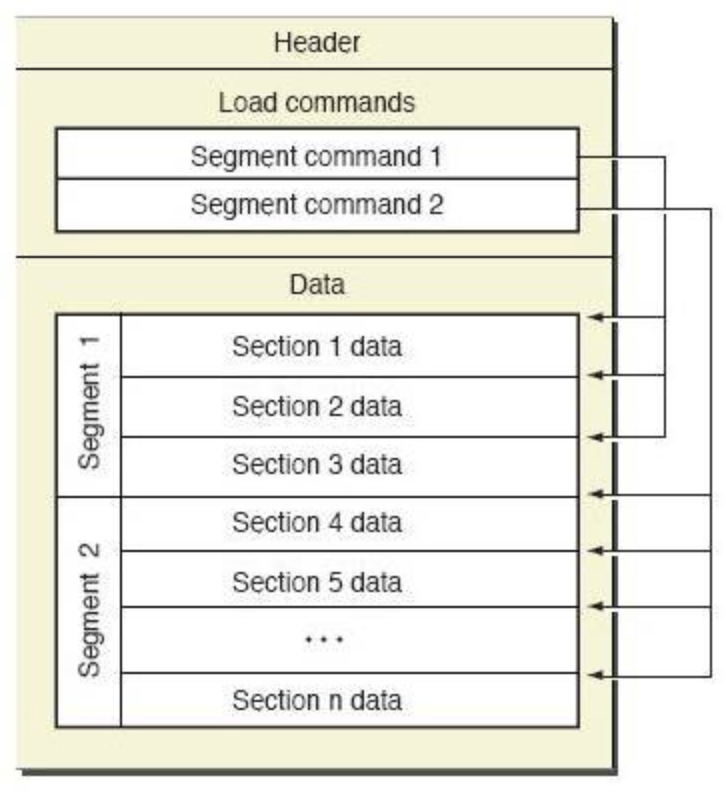 Header
Load commands
Segment command 1
Segment command 2
Data
Segment 1
Section 1 data
Section 2 data
Section 3 data
Segment 2
Section 4 data
Section 5 data
...
Section n data